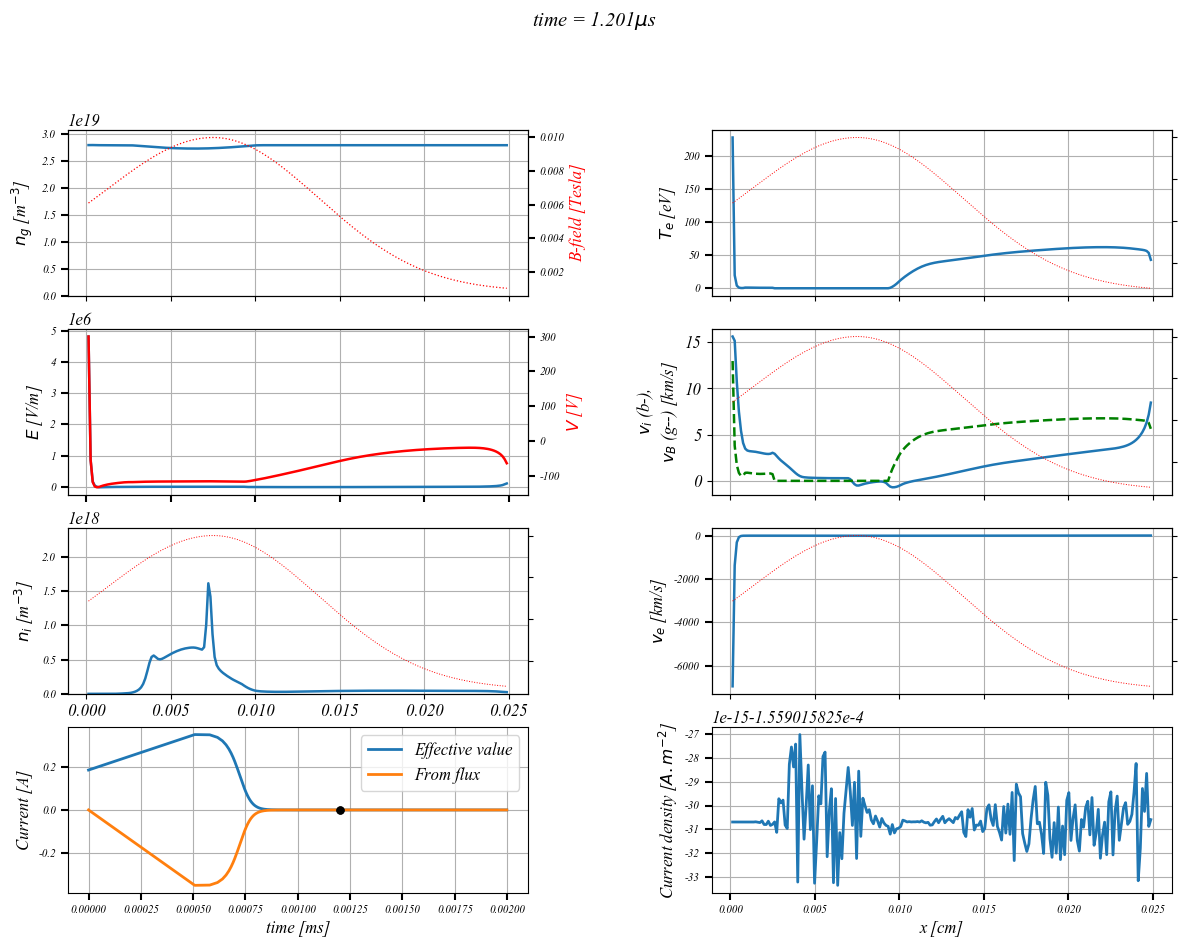 time = 1.201μs
1e19
3.0
2.5
2.0
1.5
1.0
0.5
0.0
n_g [m⁻³]
0.010
0.008
0.006
0.004
0.002
B-field [Tesla]
200
150
100
50
0
T_e [eV]
1e6
5
4
3
2
1
0
E [V/m]
300
200
100
0
-100
V [V]
15
10
5
0
v_i (b-),
v_B (g--) [km/s]
1e18
2.0
1.5
1.0
0.5
0.0
n_i [m⁻³]
0.000 0.005 0.010 0.015 0.020 0.025
0
-2000
-4000
-6000
v_e [km/s]
Effective value
From flux
0.2
0.0
-0.2
Current [A]
0.00000 0.00025 0.00050 0.00075 0.00100 0.00125 0.00150 0.00175 0.00200
time [ms]
1e-15-1.559015825e-4
-27
-28
-29
-30
-31
-32
-33
Current density [A.m⁻²]
0.000 0.005 0.010 0.015 0.020 0.025
x [cm]